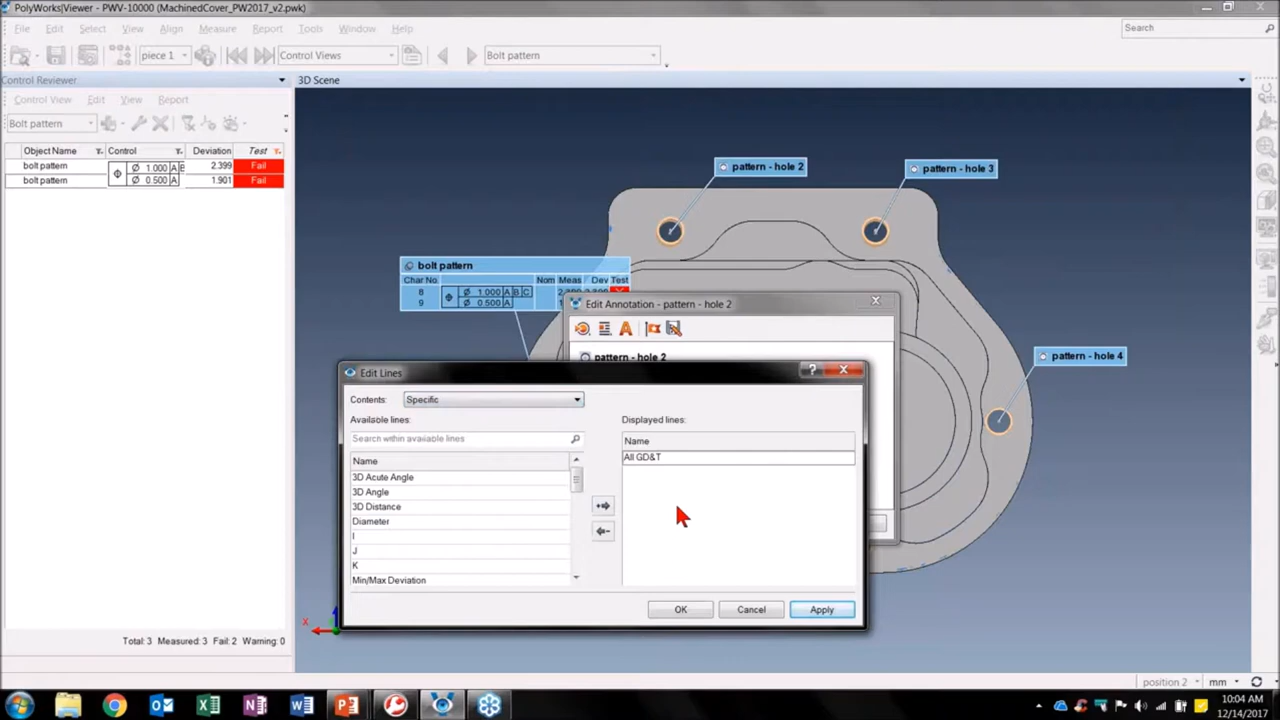 PolyWorks|Viewer - PWV-10000 (MachinedCover_PW2017_v2.pwk)
File Edit Select View Align Measure Report Tools Window Help
Search
piece 1
Control Views
Bolt pattern
Control Reviewer
3D Scene
Control View Edit View Report
Bolt pattern
Object Name Control Deviation Test
bolt pattern Ø 1.000 A B 2.399 Fail
bolt pattern Ø 0.500 A 1.901 Fail
pattern - hole 2
pattern - hole 3
bolt pattern
Char No. Nom Meas Dev Test
8 Ø 1.000 A B C
9 Ø 0.500 A
Edit Annotation - pattern - hole 2
pattern - hole 2
pattern - hole 4
Edit Lines
Contents: Specific
Available lines:
Displayed lines:
Search within available lines
Name
Name
All GD&T
3D Acute Angle
3D Angle
3D Distance
Diameter
I
J
K
Min/Max Deviation
OK Cancel Apply
X
Total: 3 Measured: 3 Fail: 2 Warning: 0
position 2 mm
10:04 AM
12/14/2017